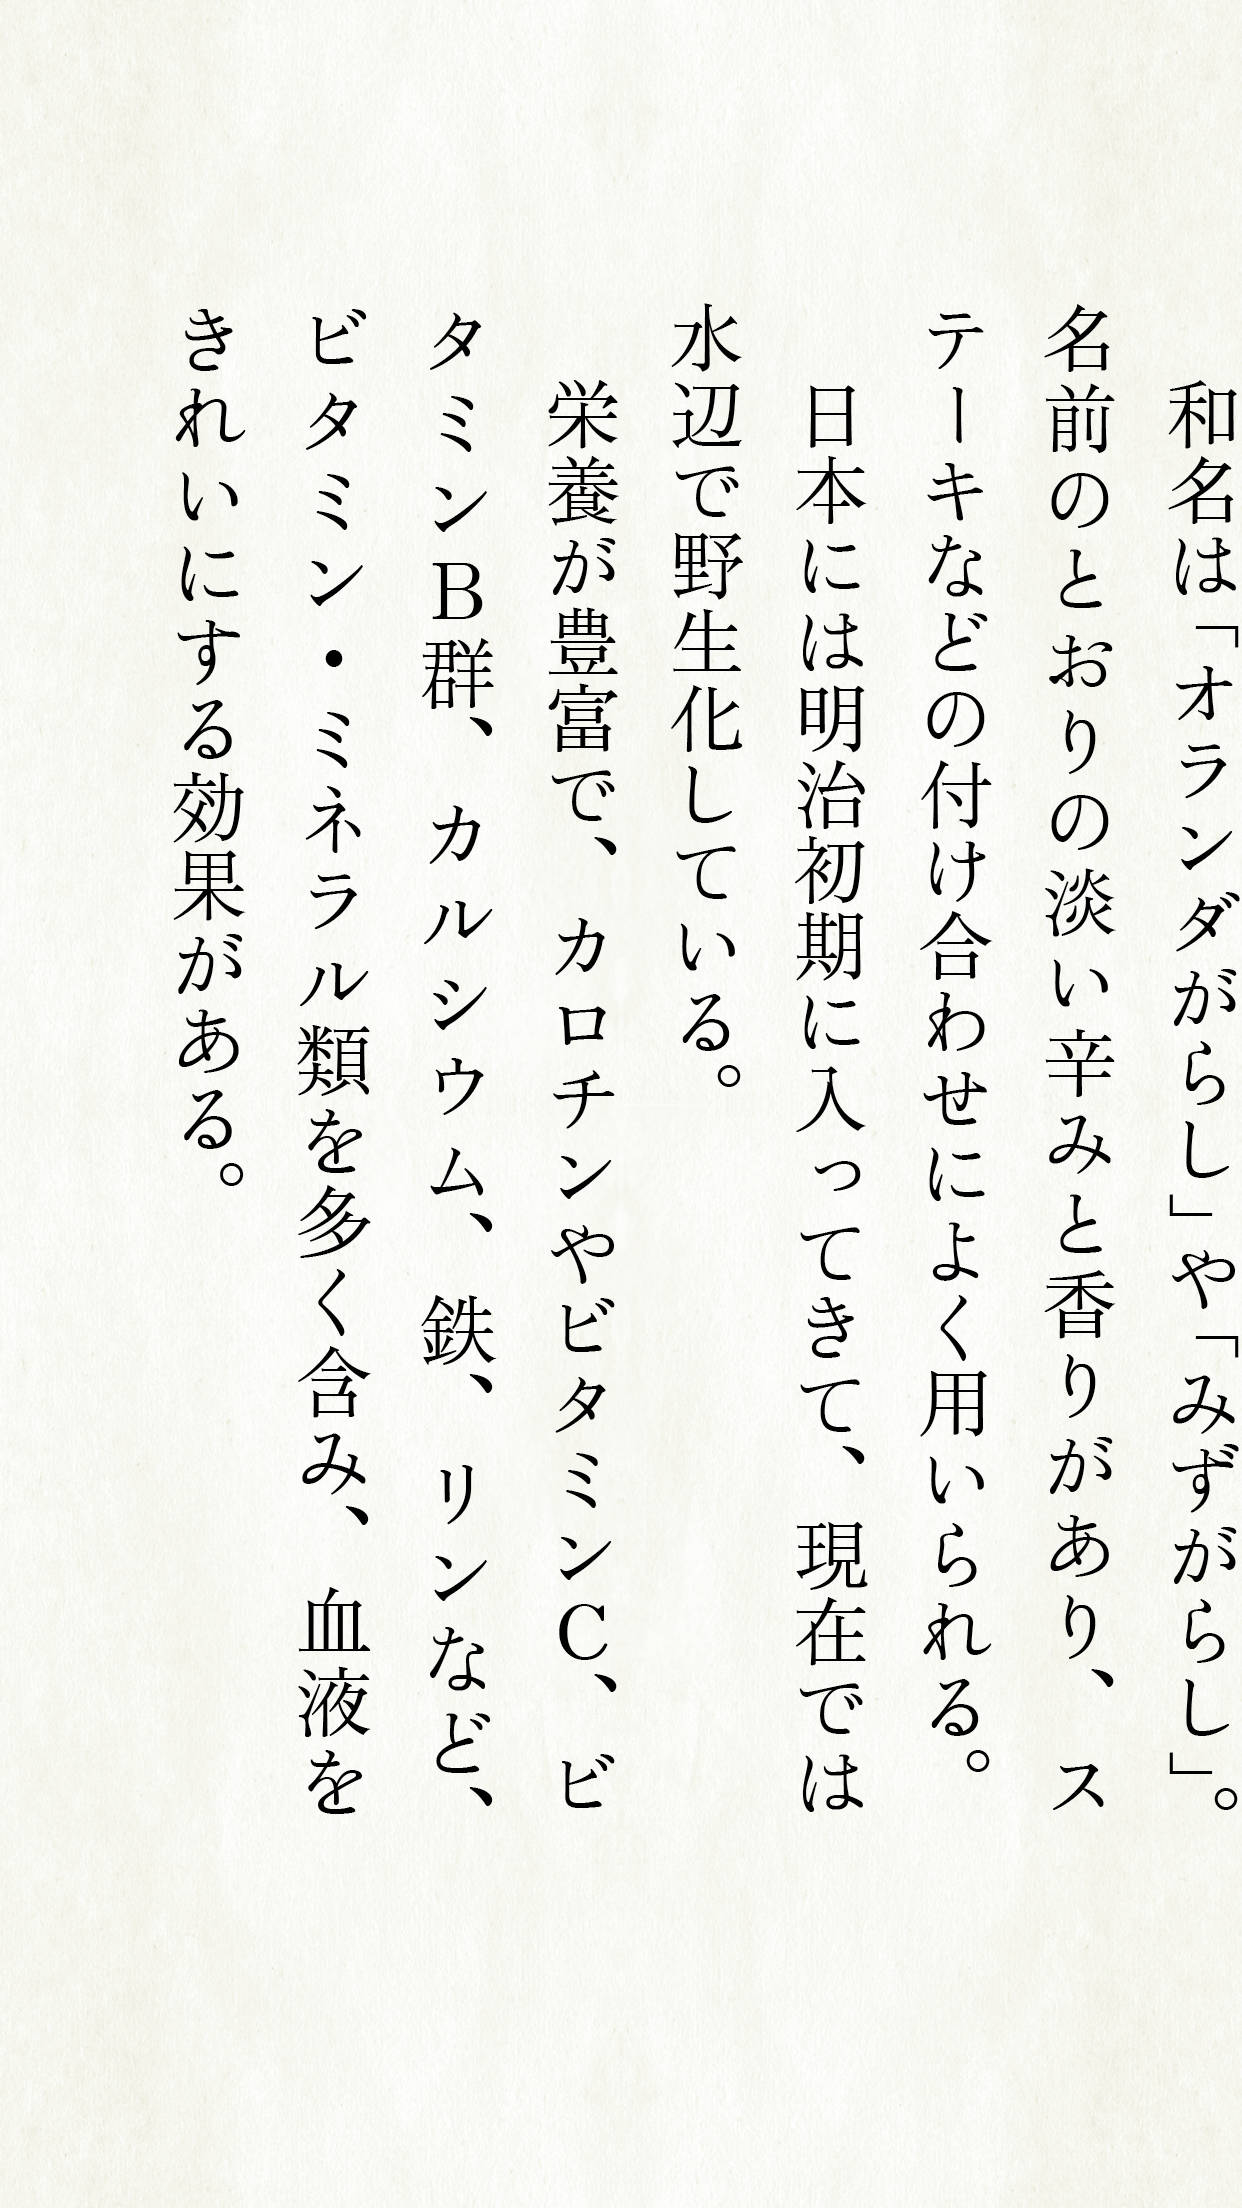 和名は「オランダがらし」や「みずがらし」。
名前のとおりの淡い辛みと香りがあり、ス
テーキなどの付け合わせによく用いられる。
日本には明治初期に入ってきて、現在では
水辺で野生化している。
栄養が豊富で、カロチンやビタミンC、ビ
タミンB群、カルシウム、鉄、リンなど、
ビタミン・ミネラル類を多く含み、血液を
きれいにする効果がある。